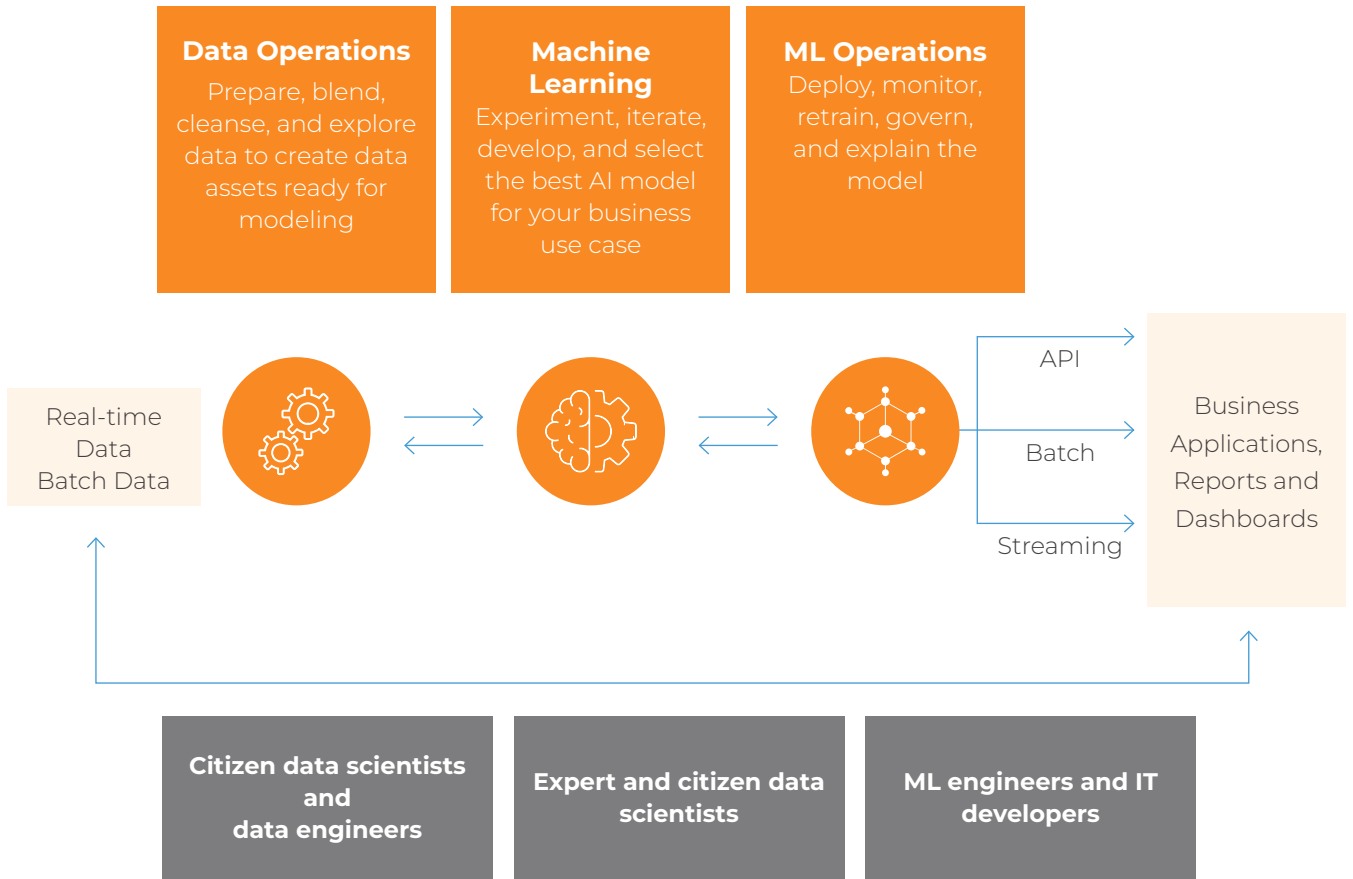 Data Operations
Prepare, blend,
cleanse, and explore
data to create data
assets ready for
modeling
Machine
Learning
Experiment, iterate,
develop, and select
the best AI model
for your business
use case
ML Operations
Deploy, monitor,
retrain, govern,
and explain the
model
Real-time
Data
Batch Data
API
Batch
Streaming
Business
Applications,
Reports and
Dashboards
Citizen data scientists
and
data engineers
Expert and citizen data
scientists
ML engineers and IT
developers